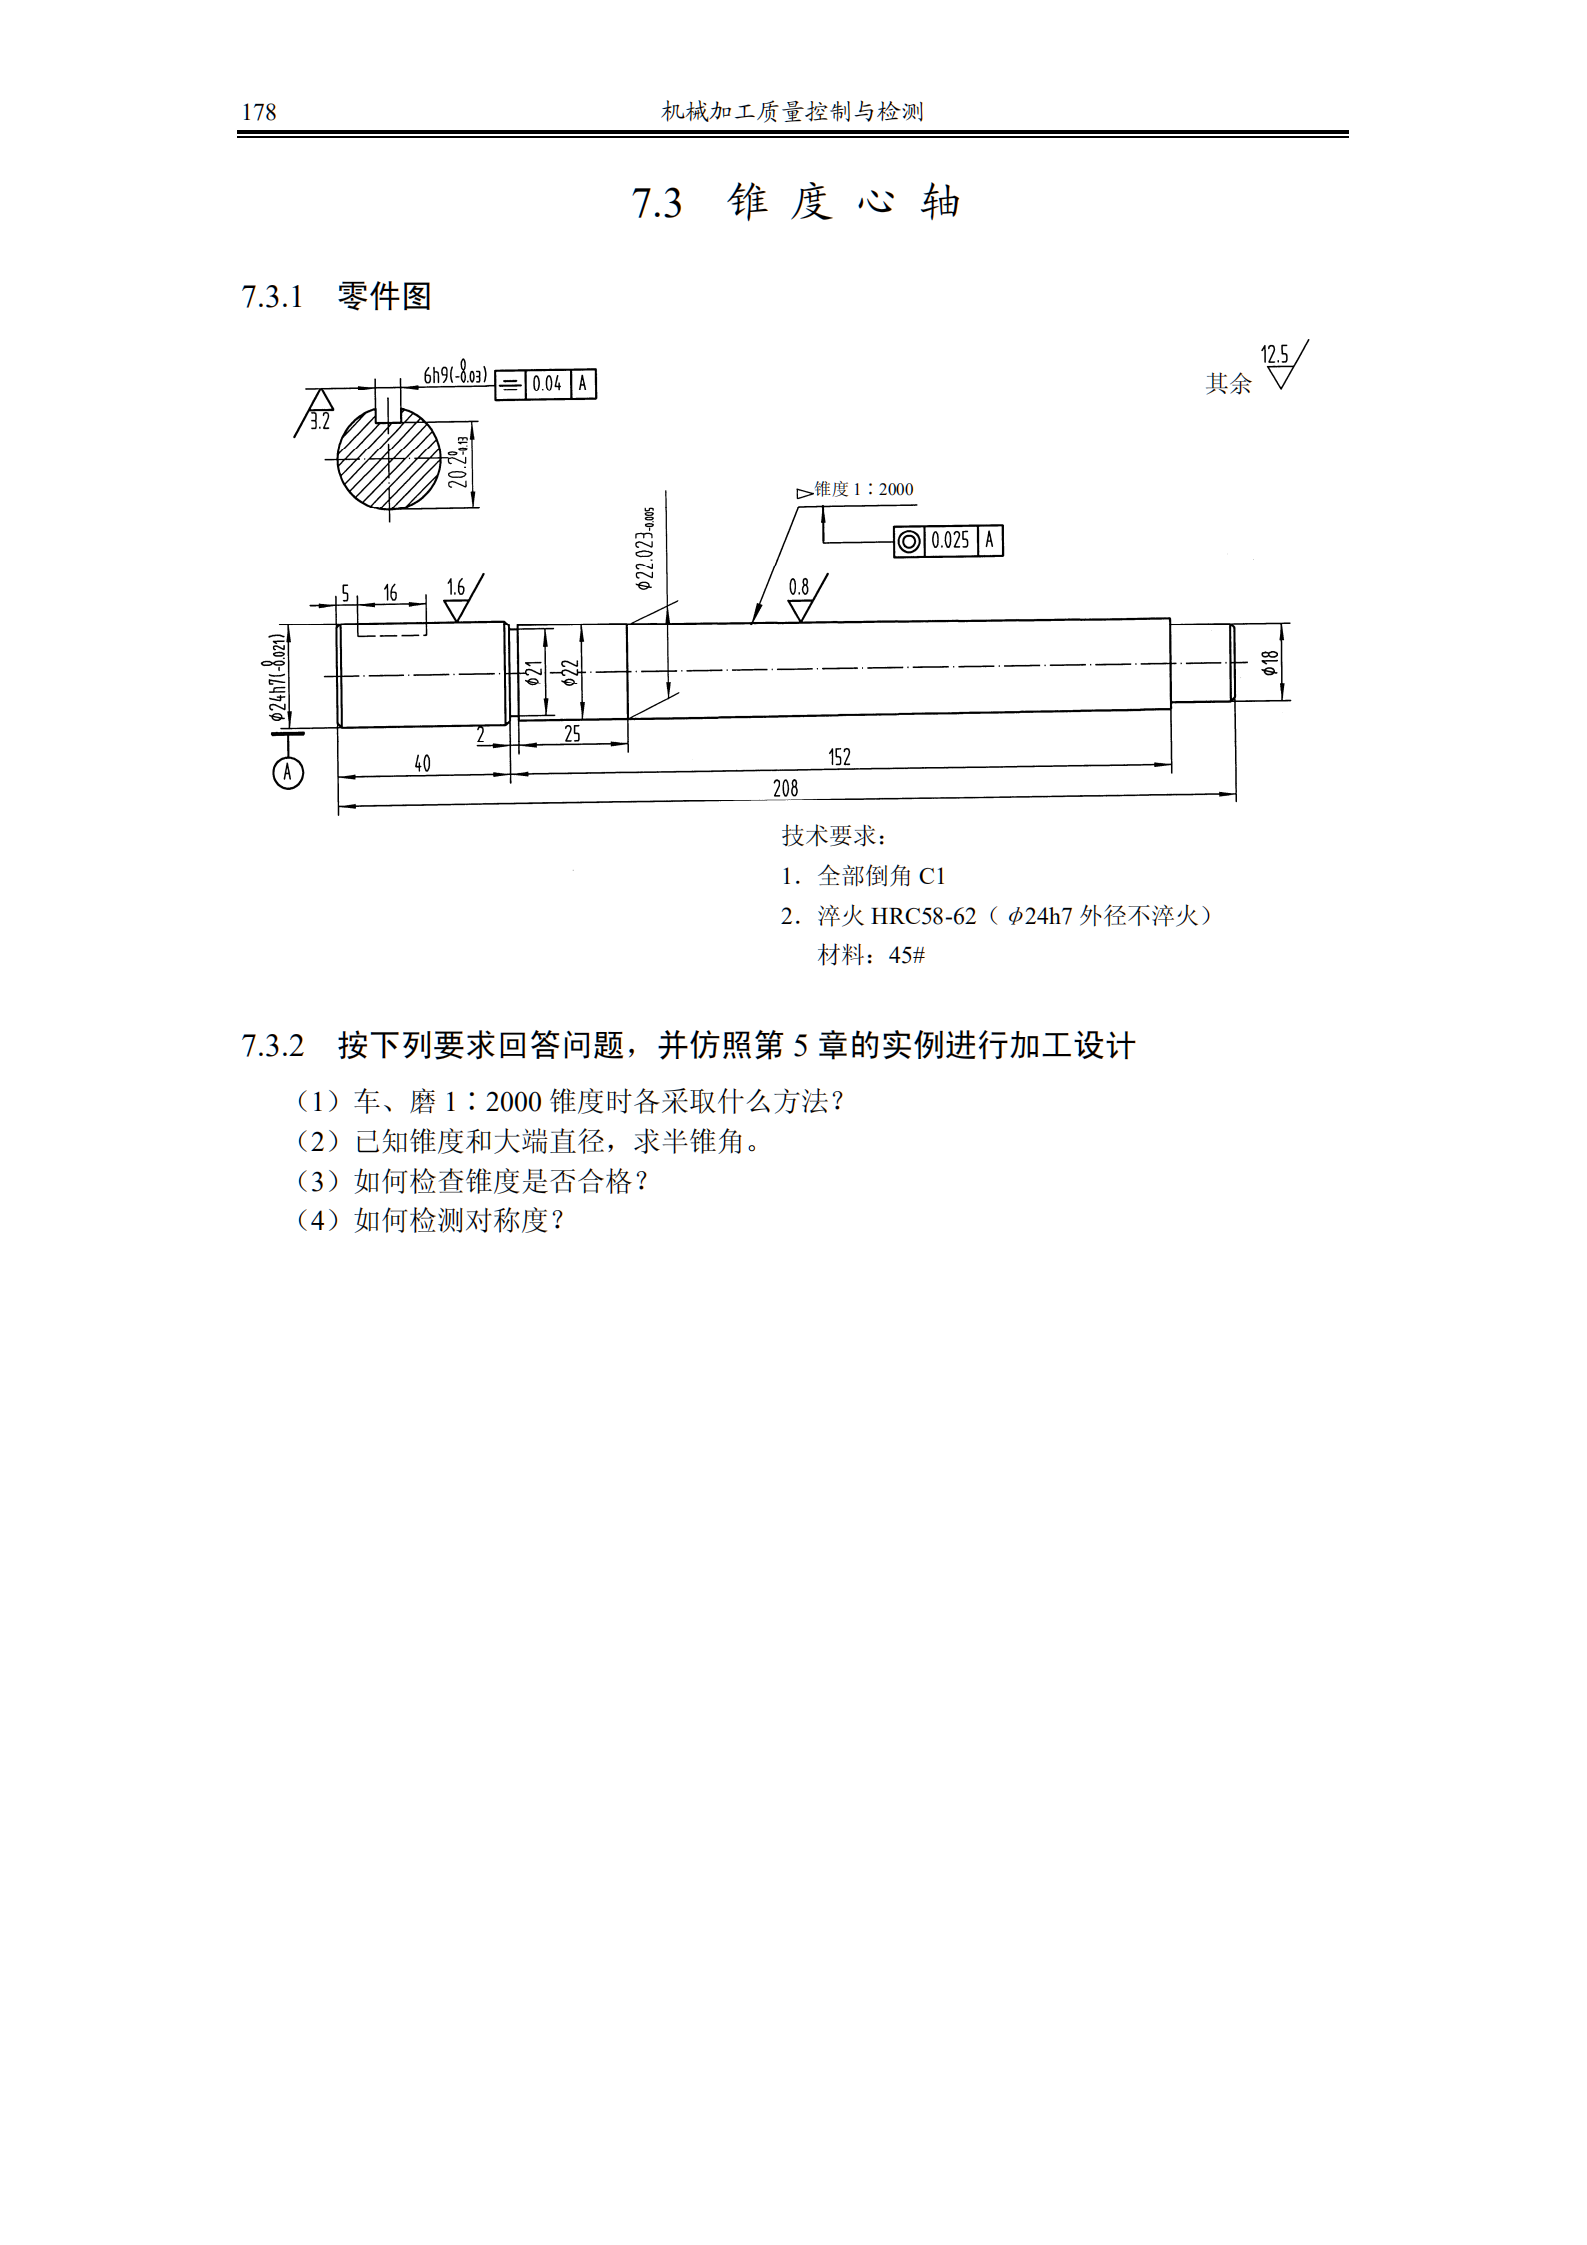 178 机械加工质量控制与检测
7.3 锥度心轴
7.3.1 零件图
6h9(0 -0.03) 0.04 A
12.5
其余
3.2
20.2 0 -0.13
锥度 1∶2000
φ22.023-0.005
0.025 A
5 16 1.6 0.8
φ24h7(0 -0.021)
φ21 φ22 φ18
2 25
40 152
A
208
技术要求：
1．全部倒角 C1
2．淬火 HRC58-62（φ24h7 外径不淬火）
材料：45#
7.3.2 按下列要求回答问题，并仿照第 5 章的实例进行加工设计
（1）车、磨 1∶2000 锥度时各采取什么方法？
（2）已知锥度和大端直径，求半锥角。
（3）如何检查锥度是否合格？
（4）如何检测对称度？